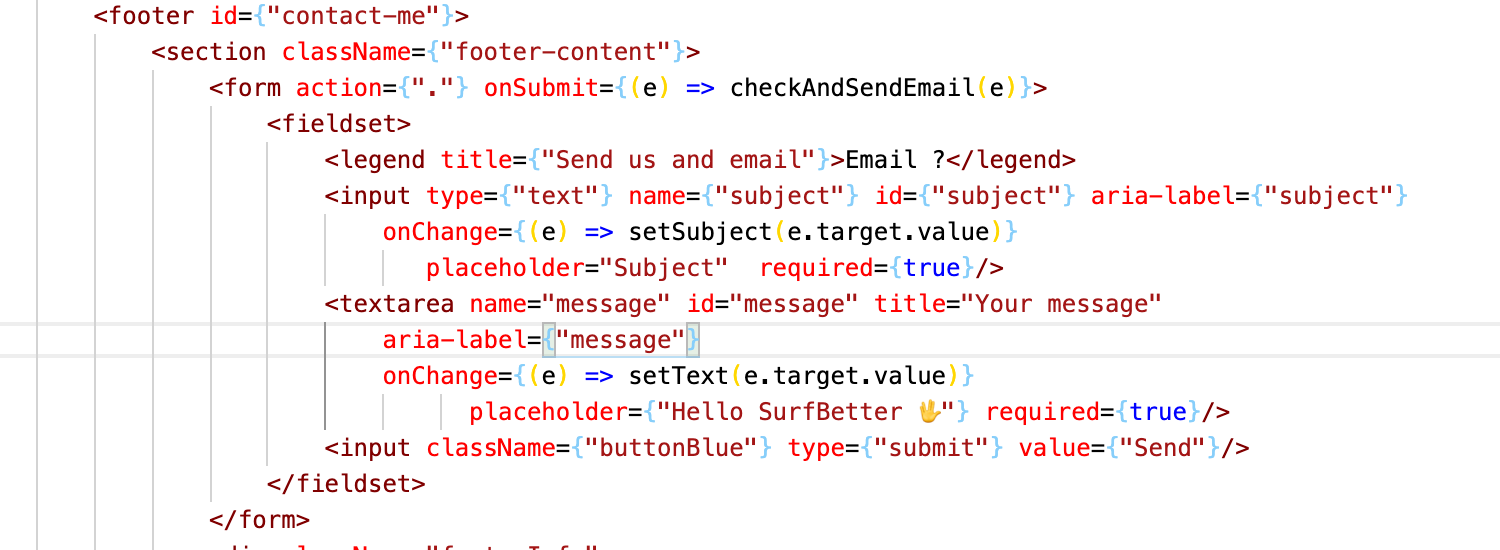 <footer id={"contact-me"}>
<section className={"footer-content"}>
<form action={"."} onSubmit={(e) => checkAndSendEmail(e)}>
<fieldset>
<legend title={"Send us and email"}>Email ?</legend>
<input type={"text"} name={"subject"} id={"subject"} aria-label={"subject"}
onChange={(e) => setSubject(e.target.value)}
placeholder="Subject"  required={true}/>
<textarea name="message" id="message" title="Your message"
aria-label={"message"}
onChange={(e) => setText(e.target.value)}
placeholder={"Hello SurfBetter 🖖"} required={true}/>
<input className={"buttonBlue"} type={"submit"} value={"Send"}/>
</fieldset>
</form>